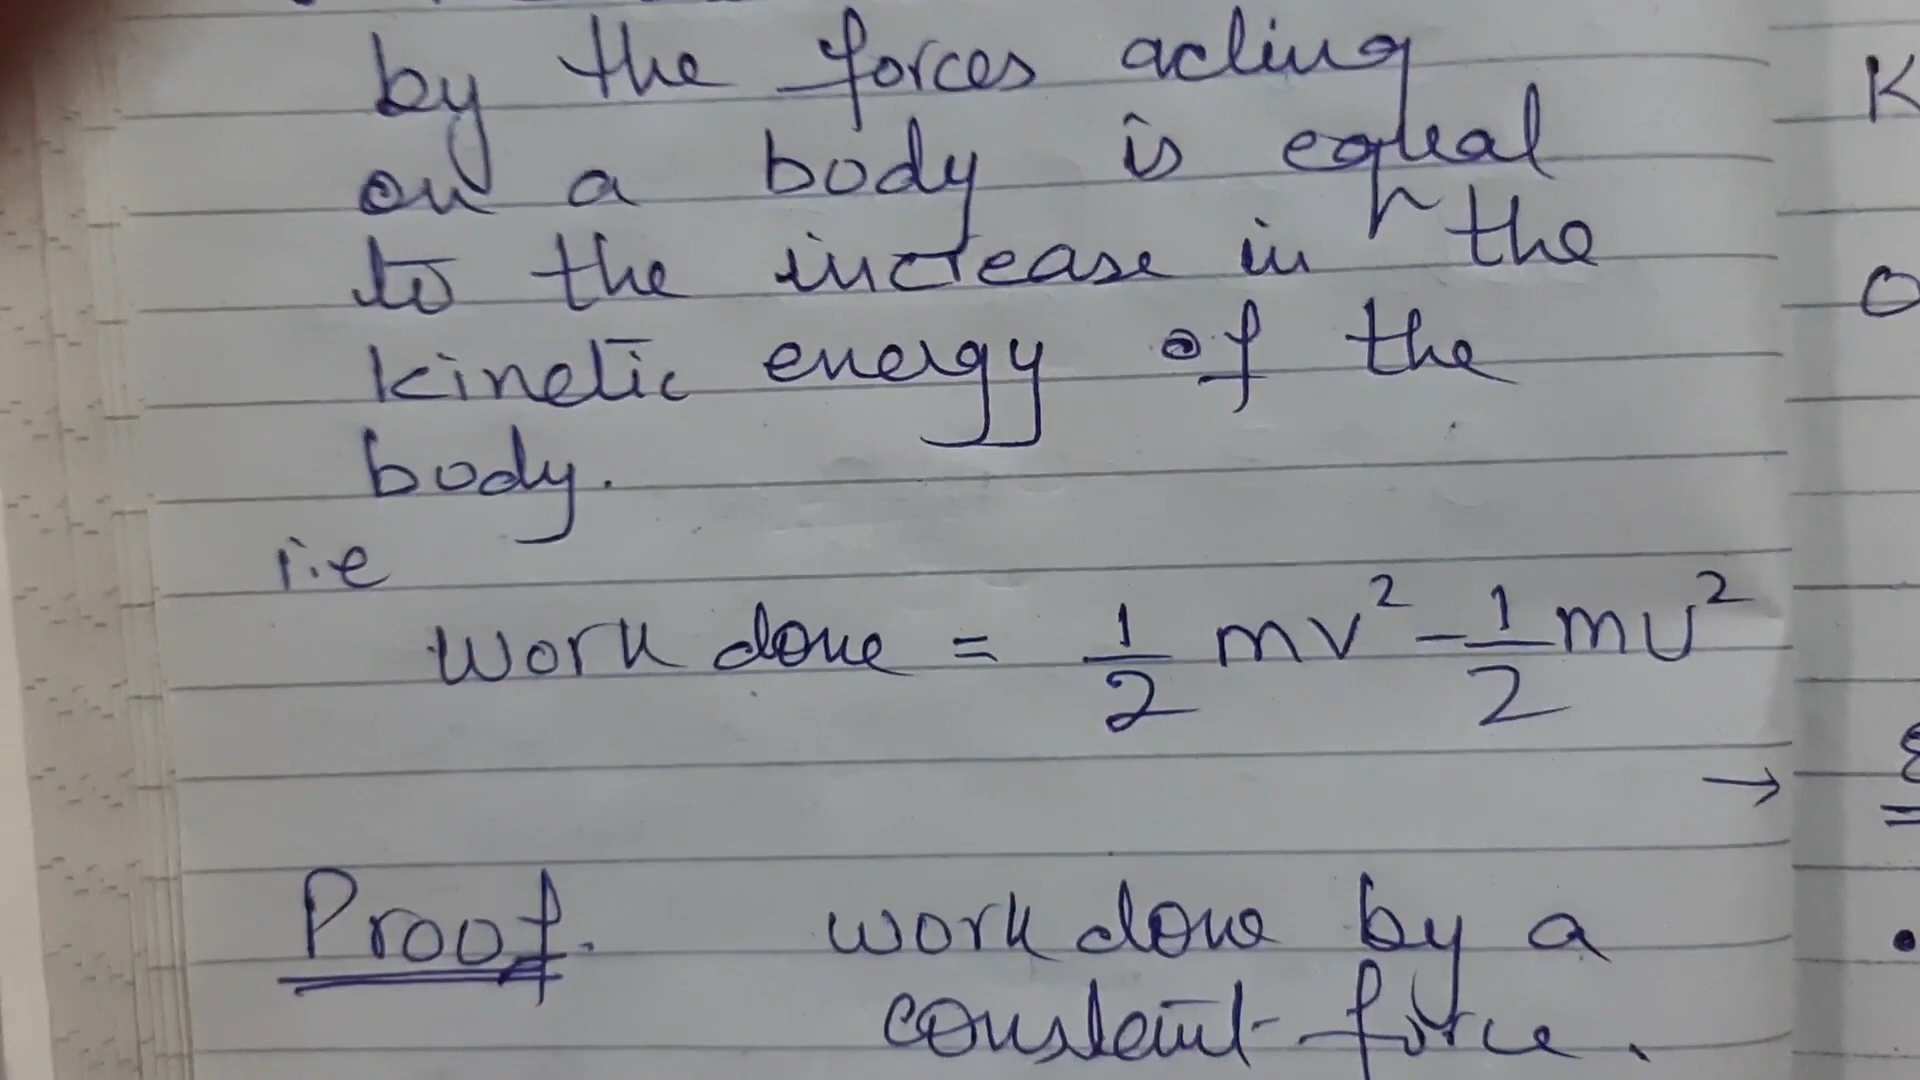 by the forces acting
on a body is equal
to the increase in the
kinetic energy of the
body.
i.e
Work done = 1/2 mv² - 1/2 mu²
→
Proof. work done by a
constant force.
K
O